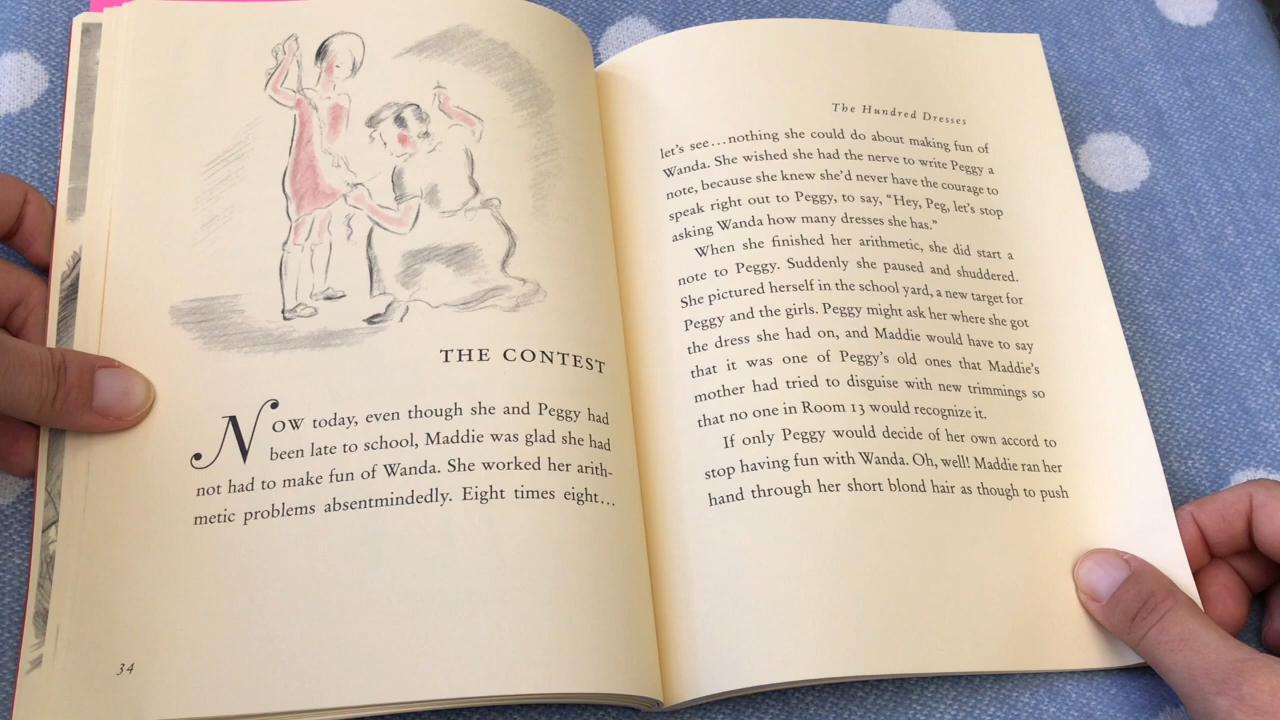 THE CONTEST
NOW today, even though she and Peggy had
been late to school, Maddie was glad she had
not had to make fun of Wanda. She worked her arith-
metic problems absentmindedly. Eight times eight...
34
The Hundred Dresses
let's see...nothing she could do about making fun of
Wanda. She wished she had the nerve to write Peggy a
note, because she knew she'd never have the courage to
speak right out to Peggy, to say, “Hey, Peg, let's stop
asking Wanda how many dresses she has.”
When she finished her arithmetic, she did start a
note to Peggy. Suddenly she paused and shuddered.
She pictured herself in the school yard, a new target for
Peggy and the girls. Peggy might ask her where she got
the dress she had on, and Maddie would have to say
that it was one of Peggy's old ones that Maddie's
mother had tried to disguise with new trimmings so
that no one in Room 13 would recognize it.
If only Peggy would decide of her own accord to
stop having fun with Wanda. Oh, well! Maddie ran her
hand through her short blond hair as though to push